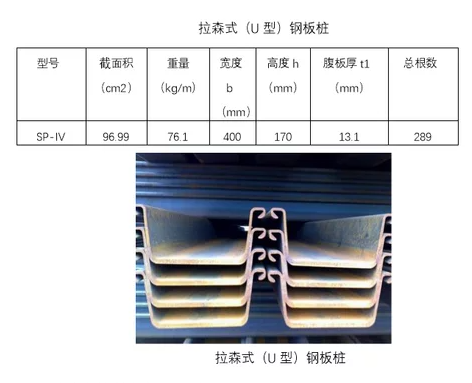 拉森式（U 型）钢板桩
型号 截面积（cm2） 重量（kg/m） 宽度 b（mm） 高度 h（mm） 腹板厚 t1（mm） 总根数
SP-IV 96.99 76.1 400 170 13.1 289
拉森式（U 型）钢板桩